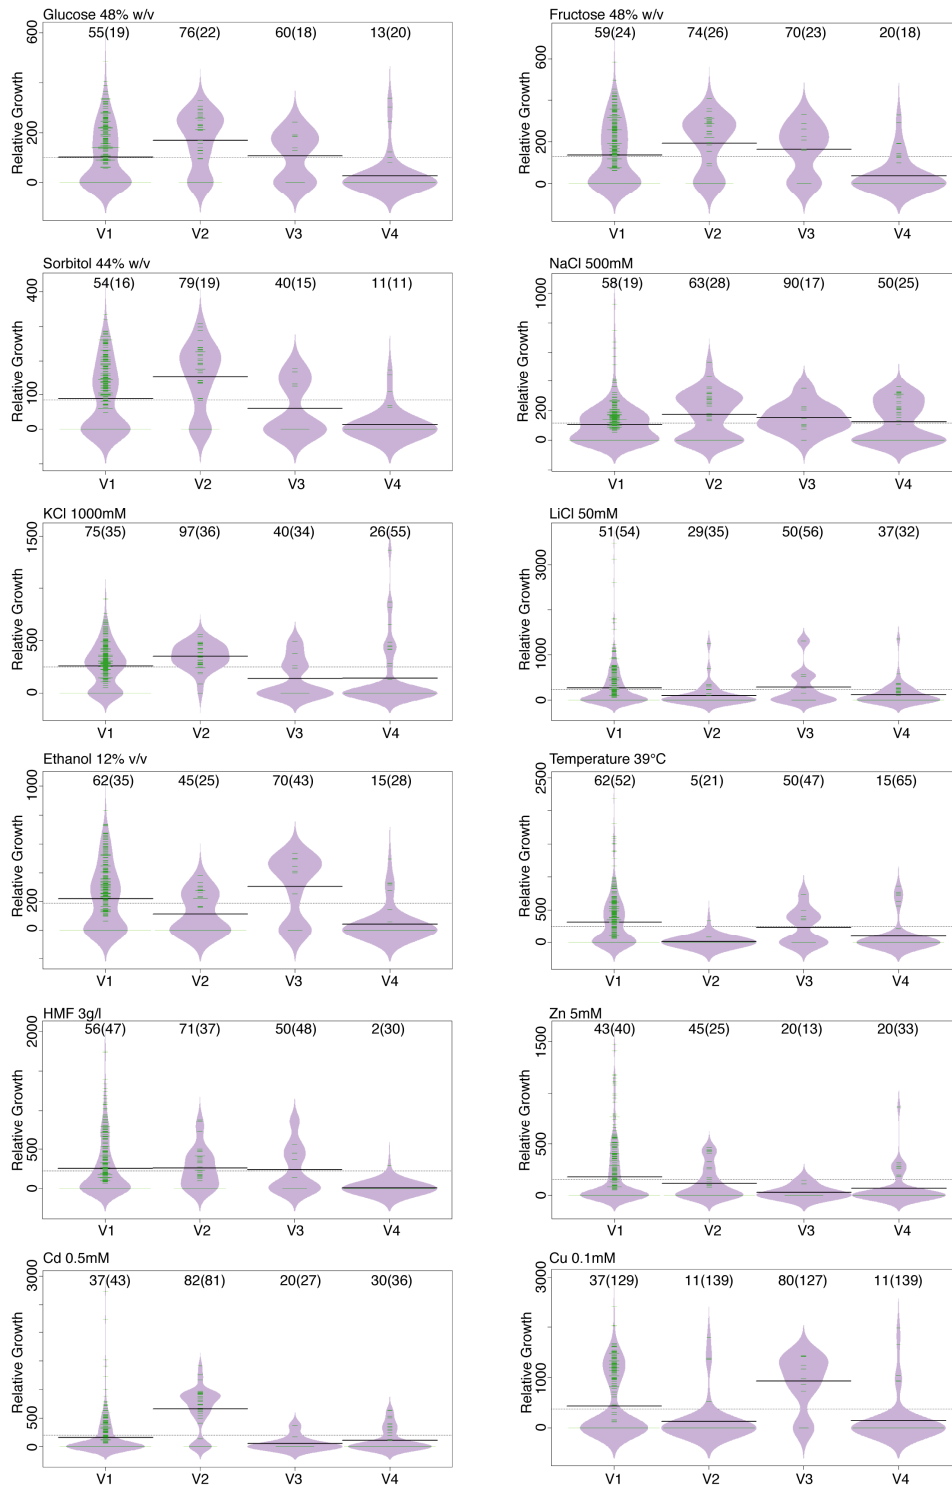 Glucose 48% w/v
55(19) 76(22) 60(18) 13(20)
Relative Growth
600
200
0
V1 V2 V3 V4
Fructose 48% w/v
59(24) 74(26) 70(23) 20(18)
Relative Growth
600
200
0
V1 V2 V3 V4
Sorbitol 44% w/v
54(16) 79(19) 40(15) 11(11)
Relative Growth
400
100
0
V1 V2 V3 V4
NaCl 500mM
58(19) 63(28) 90(17) 50(25)
Relative Growth
1000
200
0
V1 V2 V3 V4
KCl 1000mM
75(35) 97(36) 40(34) 26(55)
Relative Growth
1500
500
0
V1 V2 V3 V4
LiCl 50mM
51(54) 29(35) 50(56) 37(32)
Relative Growth
3000
1000
0
V1 V2 V3 V4
Ethanol 12% v/v
62(35) 45(25) 70(43) 15(28)
Relative Growth
1000
200
0
V1 V2 V3 V4
Temperature 39°C
62(52) 5(21) 50(47) 15(65)
Relative Growth
2500
500
0
V1 V2 V3 V4
HMF 3g/l
56(47) 71(37) 50(48) 2(30)
Relative Growth
2000
500
0
V1 V2 V3 V4
Zn 5mM
43(40) 45(25) 20(13) 20(33)
Relative Growth
1500
500
0
V1 V2 V3 V4
Cd 0.5mM
37(43) 82(81) 20(27) 30(36)
Relative Growth
3000
500
0
V1 V2 V3 V4
Cu 0.1mM
37(129) 11(139) 80(127) 11(139)
Relative Growth
3000
1000
0
V1 V2 V3 V4